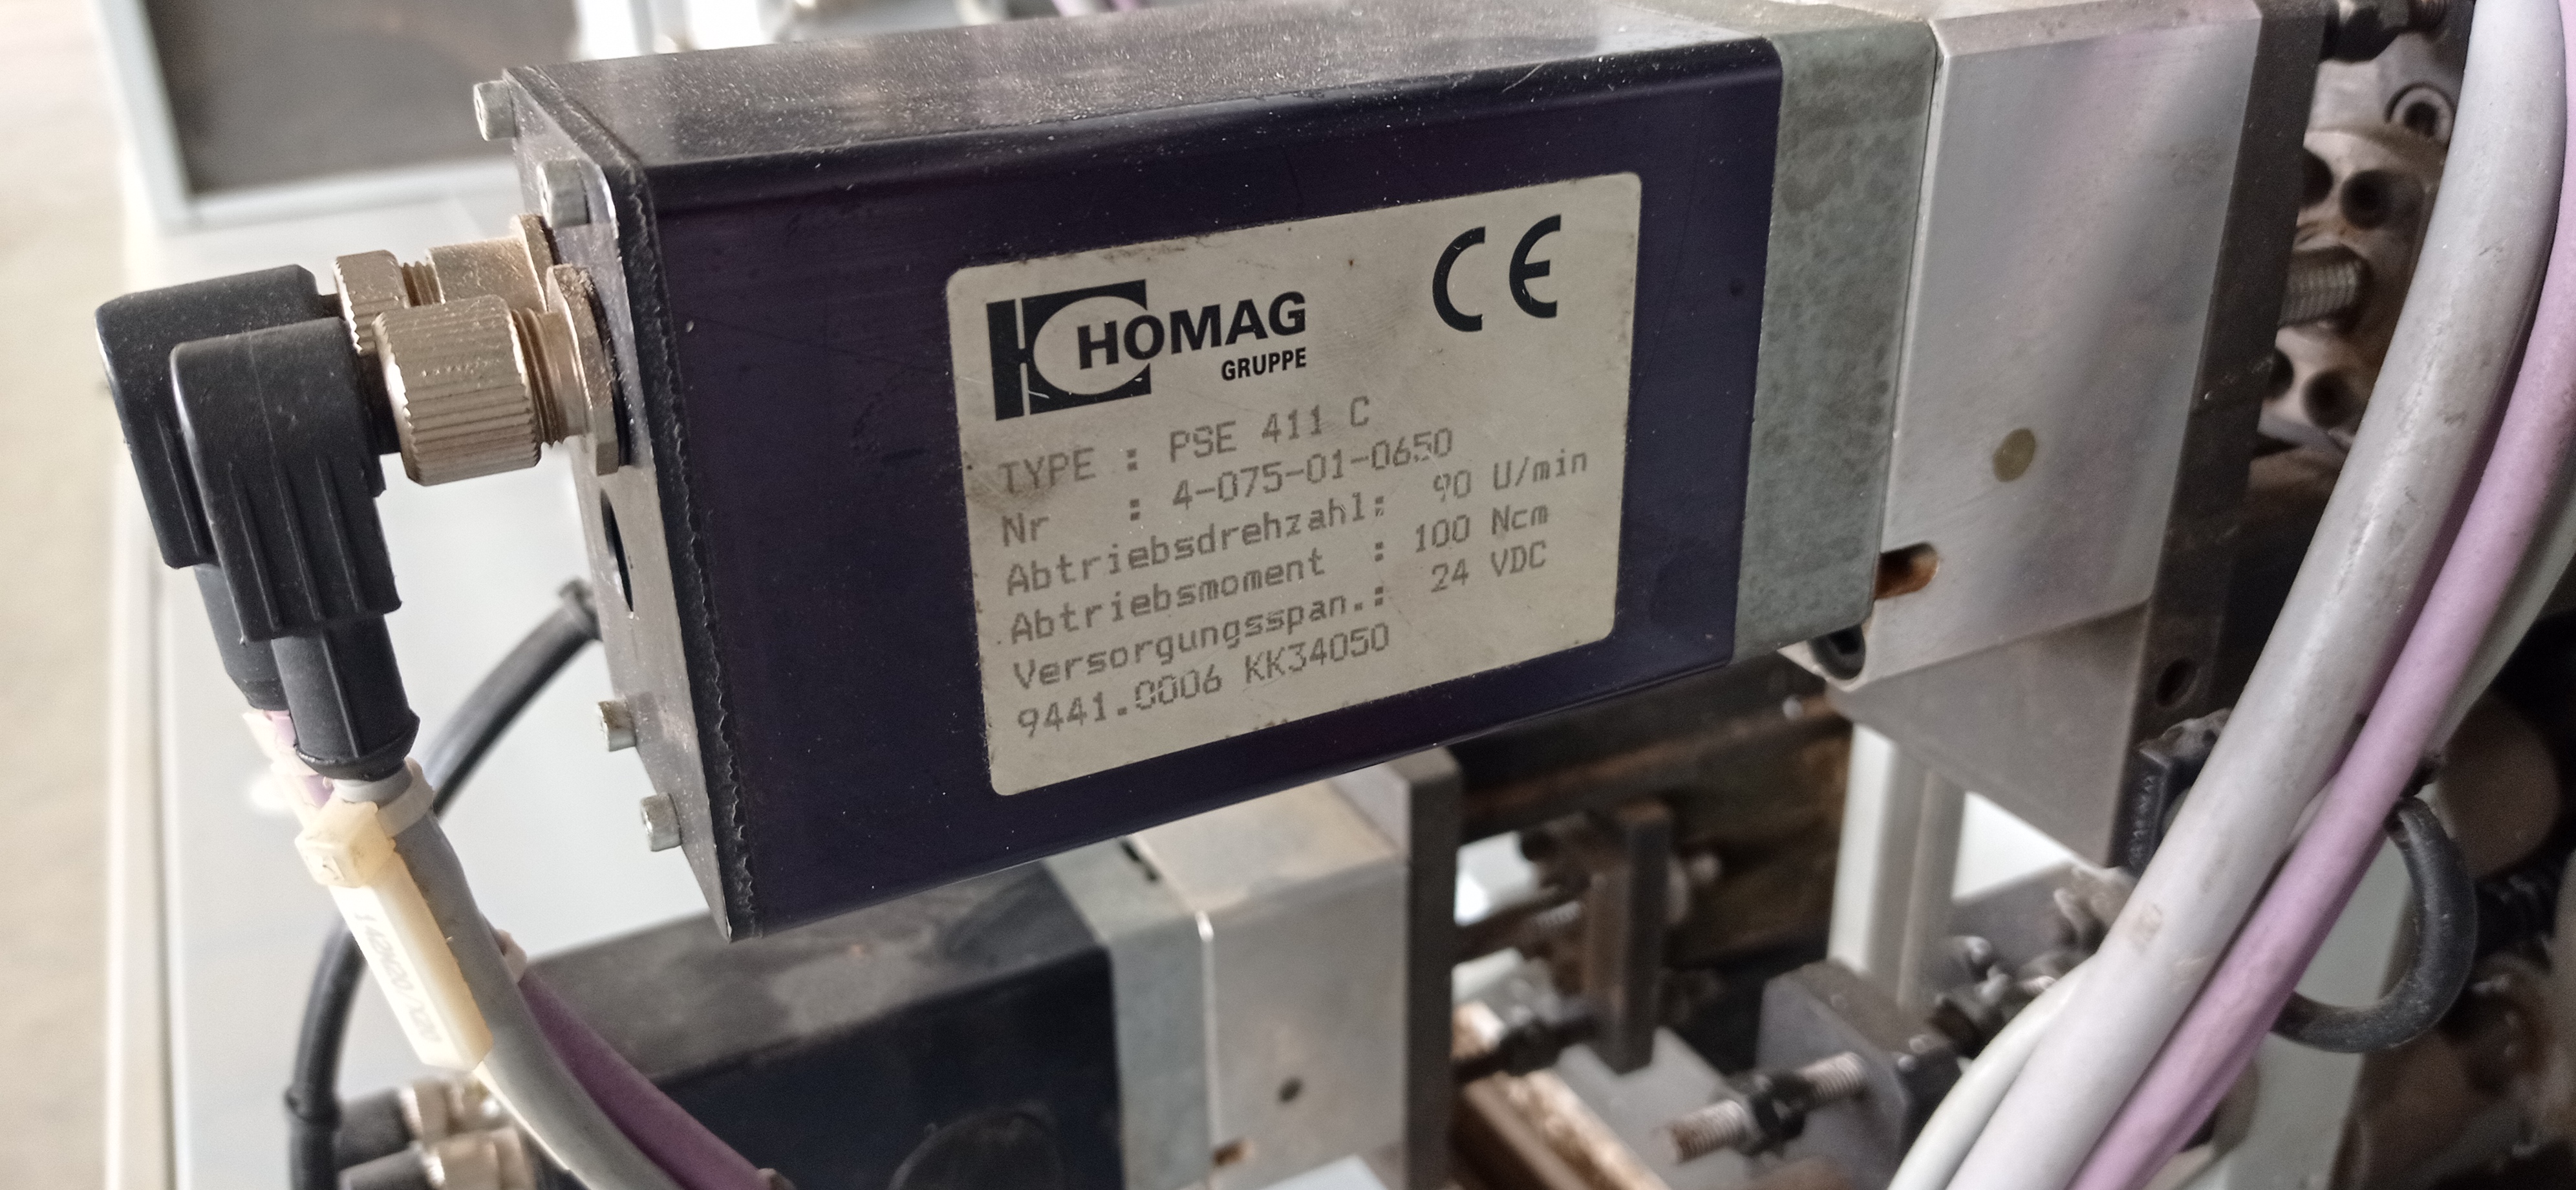 HOMAG
GRUPPE
CE
TYPE : PSE 411 C
Nr : 4-075-01-0650
Abtriebsdrehzahl: 90 U/min
Abtriebsmoment : 100 Ncm
Versorgungsspan.: 24 VDC
9441.0006 KK34050